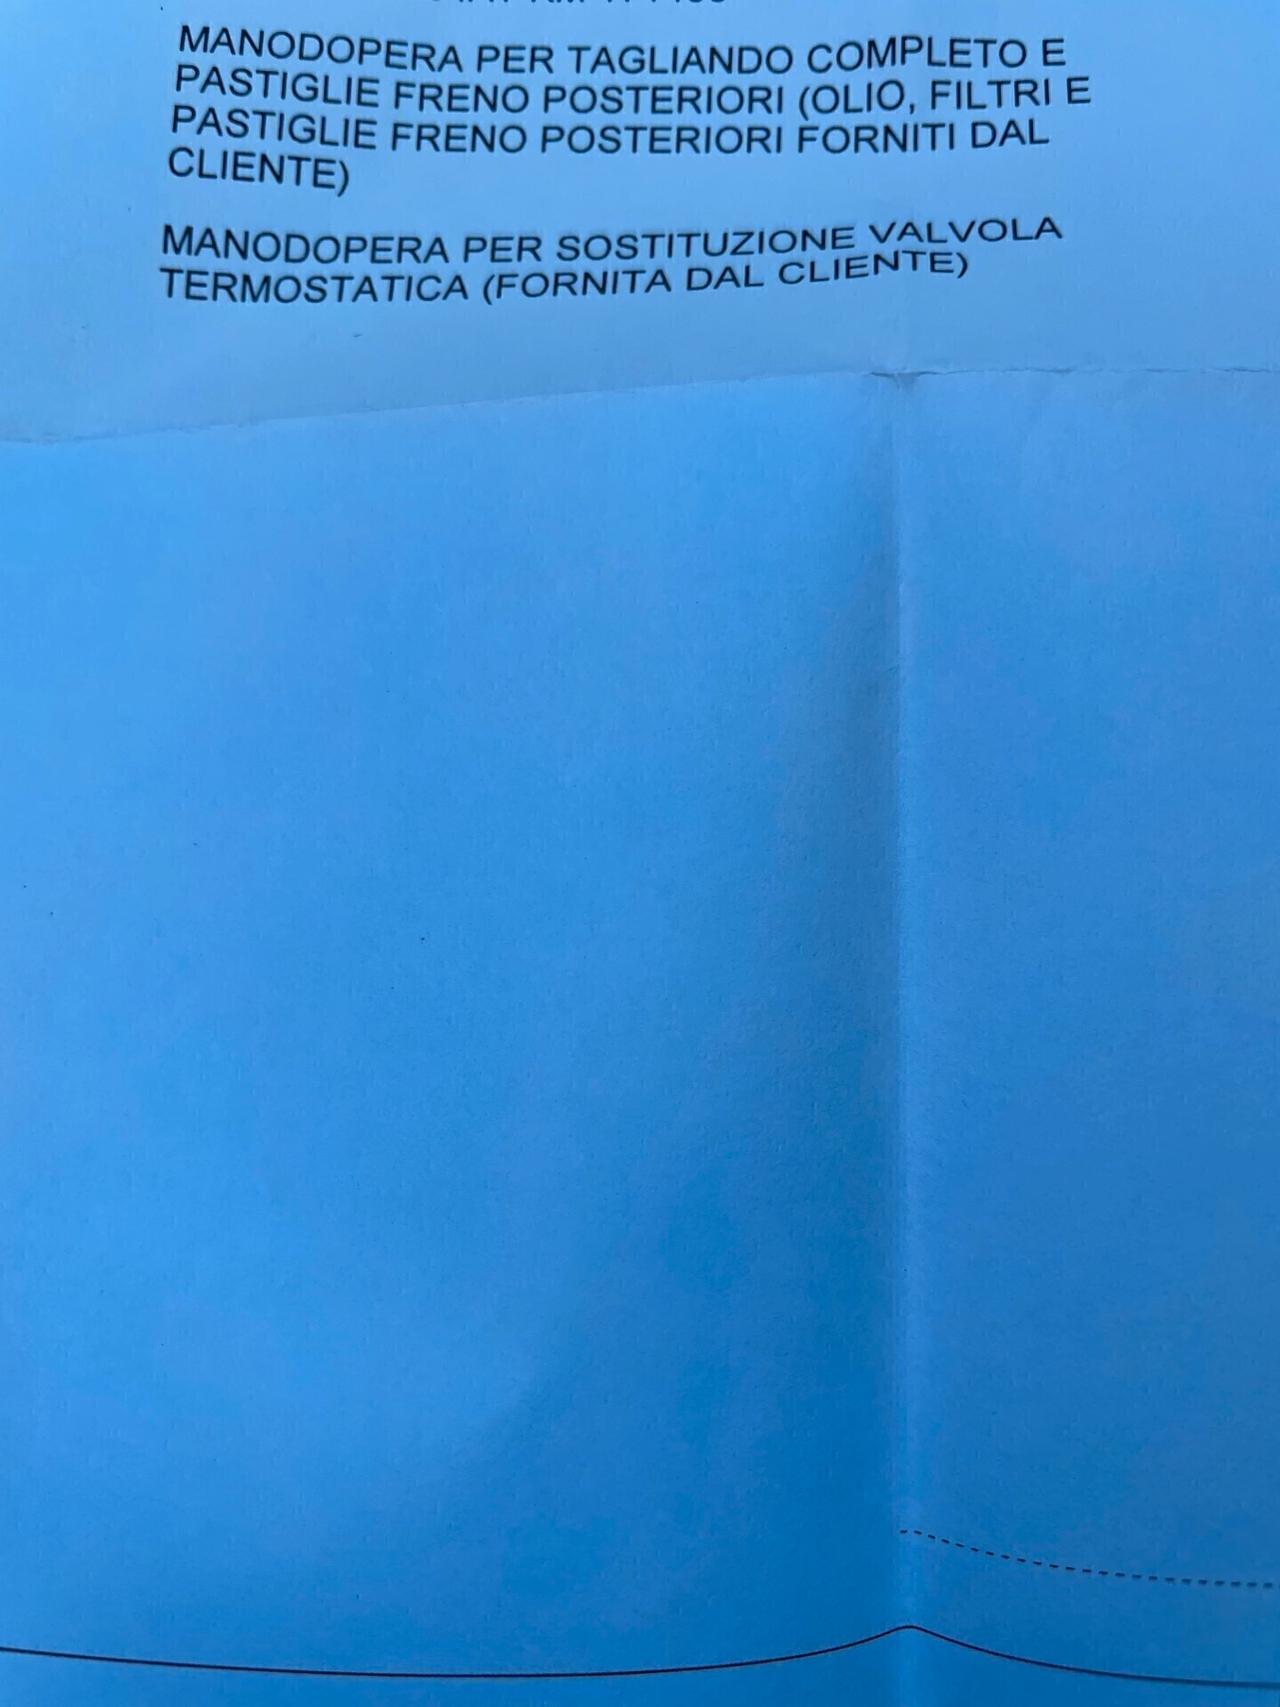 MANODOPERA PER TAGLIANDO COMPLETO E
PASTIGLIE FRENO POSTERIORI (OLIO, FILTRI E
PASTIGLIE FRENO POSTERIORI FORNITI DAL
CLIENTE)
MANODOPERA PER SOSTITUZIONE VALVOLA
TERMOSTATICA (FORNITA DAL CLIENTE)